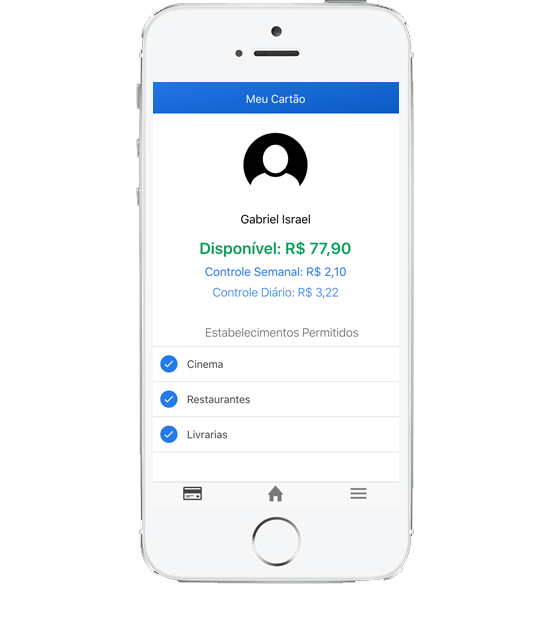 Meu Cartão
Gabriel Israel
Disponível: R$ 77,90
Controle Semanal: R$ 2,10
Controle Diário: R$ 3,22
Estabelecimentos Permitidos
Cinema
Restaurantes
Livrarias